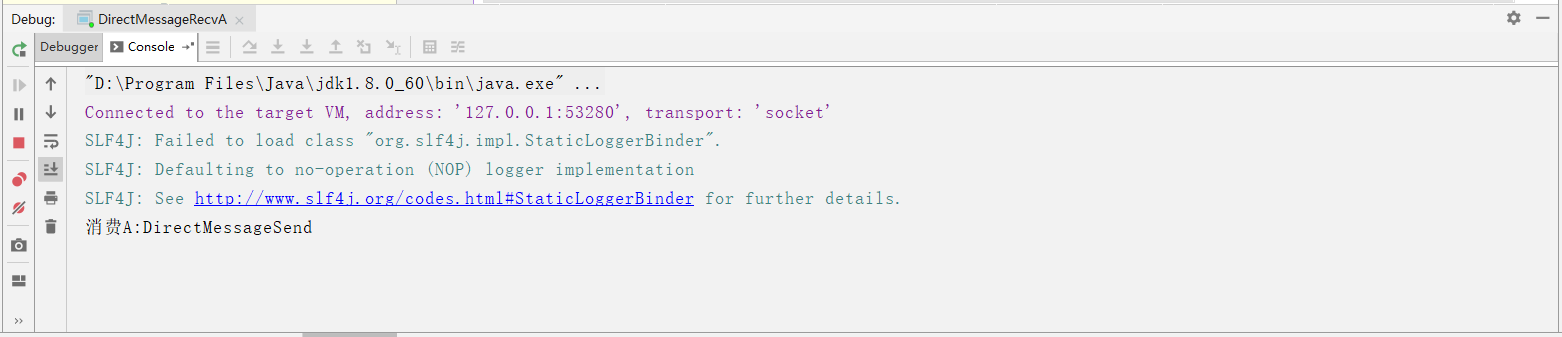 Debug: DirectMessageRecvA
Debugger Console
"D:\Program Files\Java\jdk1.8.0_60\bin\java.exe" ...
Connected to the target VM, address: '127.0.0.1:53280', transport: 'socket'
SLF4J: Failed to load class "org.slf4j.impl.StaticLoggerBinder".
SLF4J: Defaulting to no-operation (NOP) logger implementation
SLF4J: See http://www.slf4j.org/codes.html#StaticLoggerBinder for further details.
消费A:DirectMessageSend